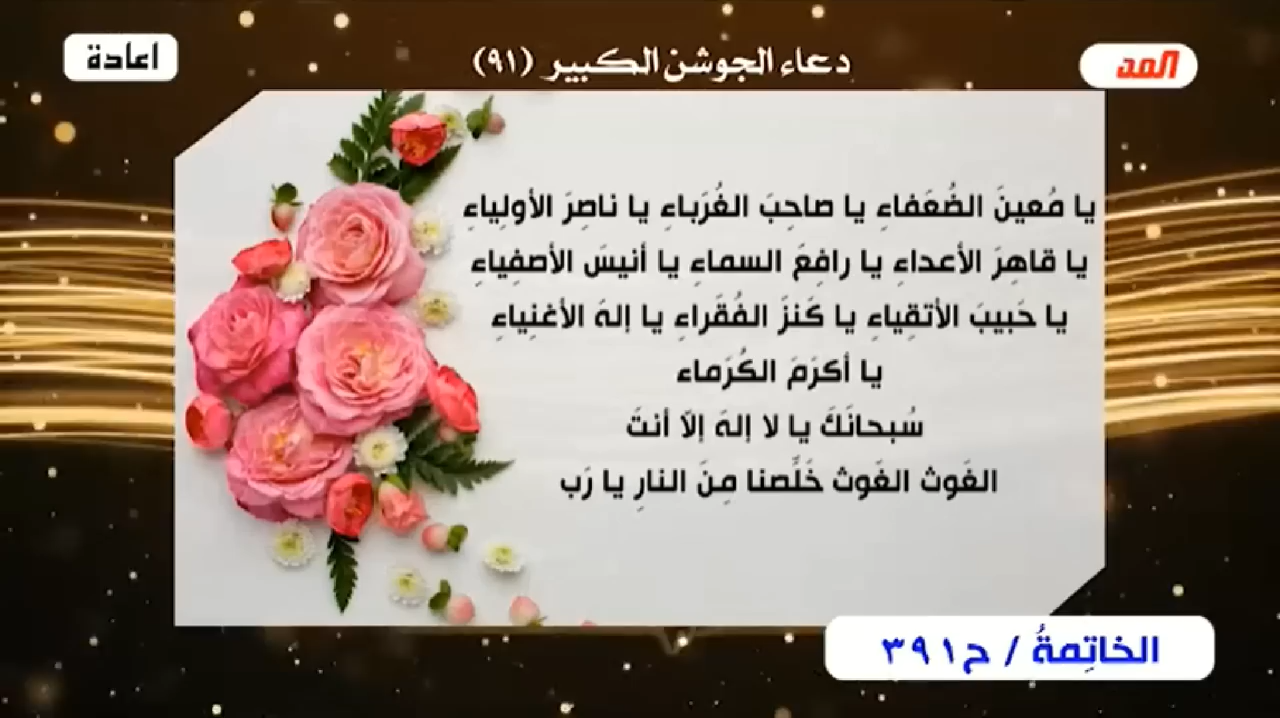 المد
دعاء الجوشن الكبير (٩١)
اعادة
يا مُعينَ الضُعَفاءِ يا صاحِبَ الغُرَباءِ يا ناصِرَ الأولِياءِ
يا قاهِرَ الأعداءِ يا رافِعَ السماءِ يا أنيسَ الأصفِياءِ
يا حَبيبَ الأتقِياءِ يا كَنزَ الفُقَراءِ يا إلهَ الأغنِياءِ
يا أكرَمَ الكُرَماء
سُبحانَكَ يا لا إلهَ إلاّ أنتَ
الغَوث الغَوث خَلِّصنا مِنَ النارِ يا رَب
الخاتِمةُ / ح٣٩١